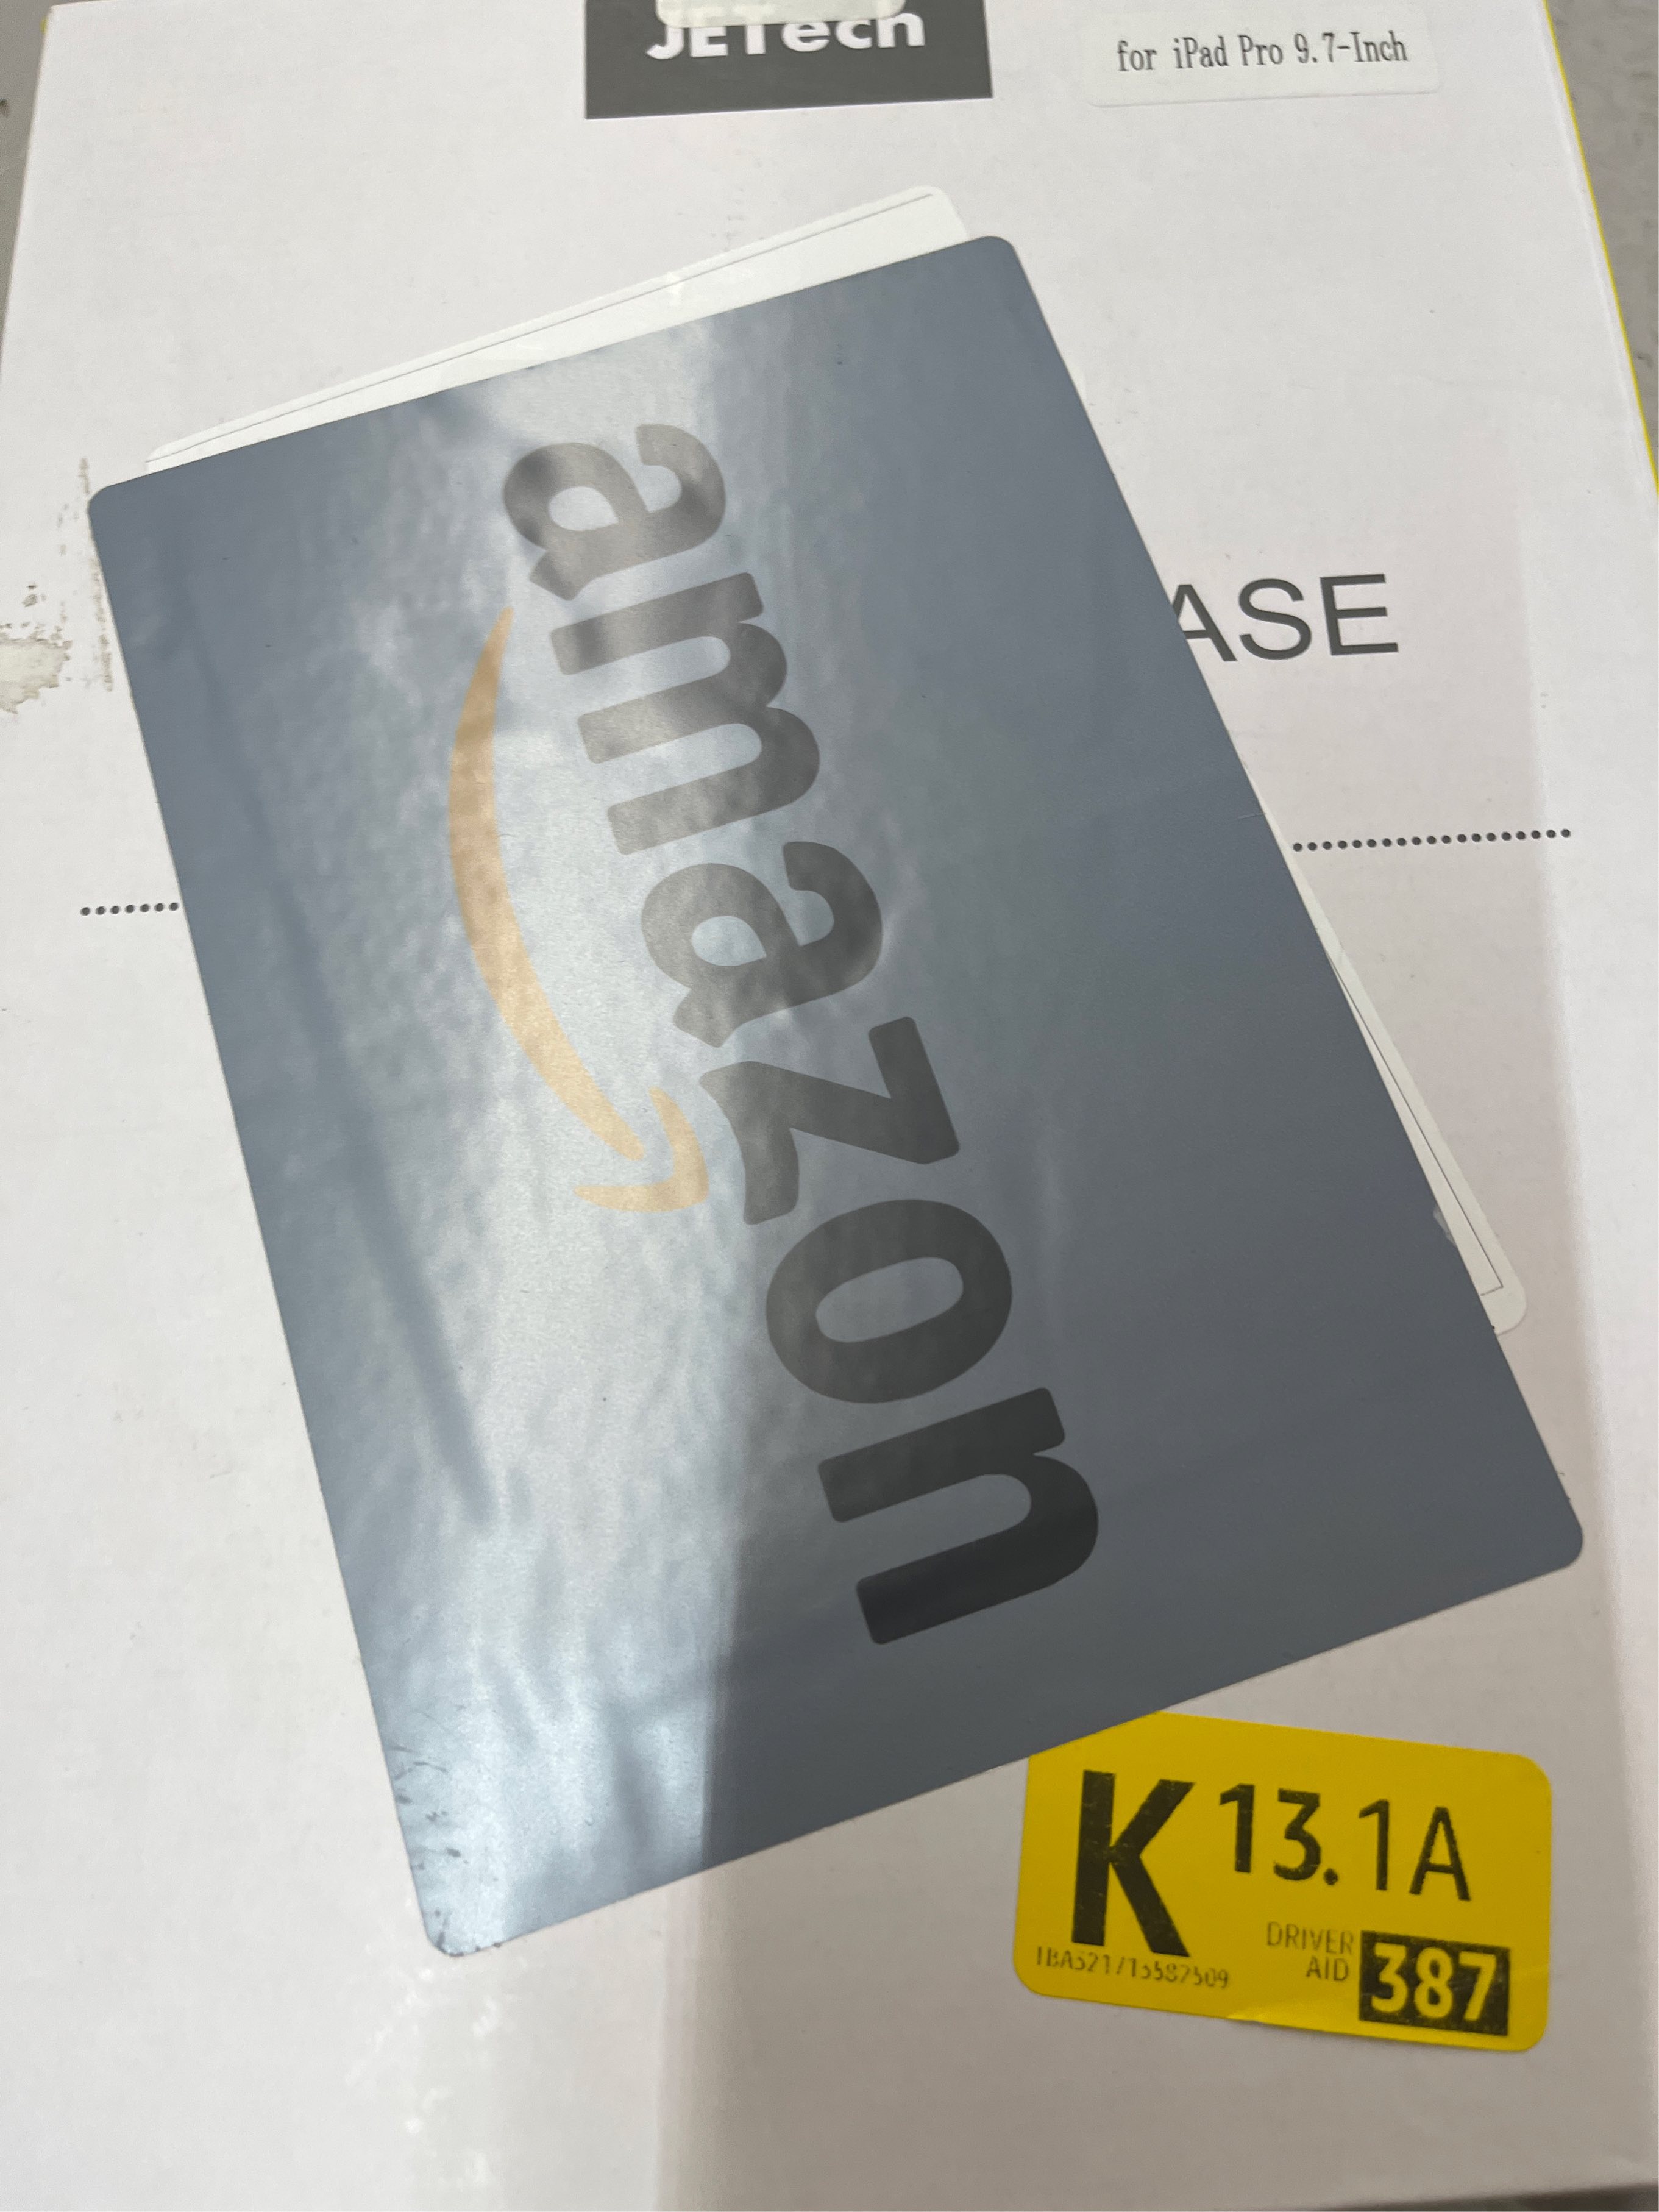 JETech
for iPad Pro 9.7-Inch
ASE
amazon
K 13.1A
DRIVER
AID 387